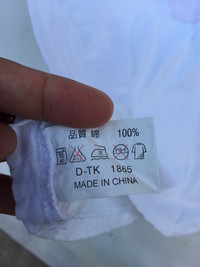 品質 綿 100%
D-TK 1865
MADE IN CHINA